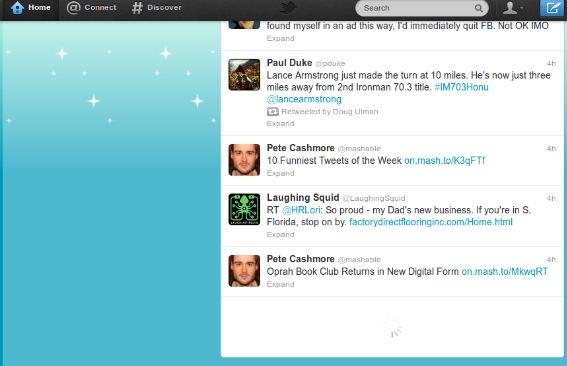 Home
Connect
Discover
Search
found myself in an ad this way, I'd immediately quit FB. Not OK IMO
Expand
Paul Duke @pduke 4h
Lance Armstrong just made the turn at 10 miles. He's now just three
miles away from 2nd Ironman 70.3 title. #IM703Honu
@lancearmstrong
Retweeted by Doug Ulman
Expand
Pete Cashmore @mashable 4h
10 Funniest Tweets of the Week on.mash.to/K3qFTf
Expand
Laughing Squid @LaughingSquid 4h
RT @HRLori: So proud - my Dad's new business. If you're in S.
Florida, stop on by. factorydirectflooringinc.com/Home.html
LAUGHING SQUID
Expand
Pete Cashmore @mashable 4h
Oprah Book Club Returns in New Digital Form on.mash.to/MkwqRT
Expand